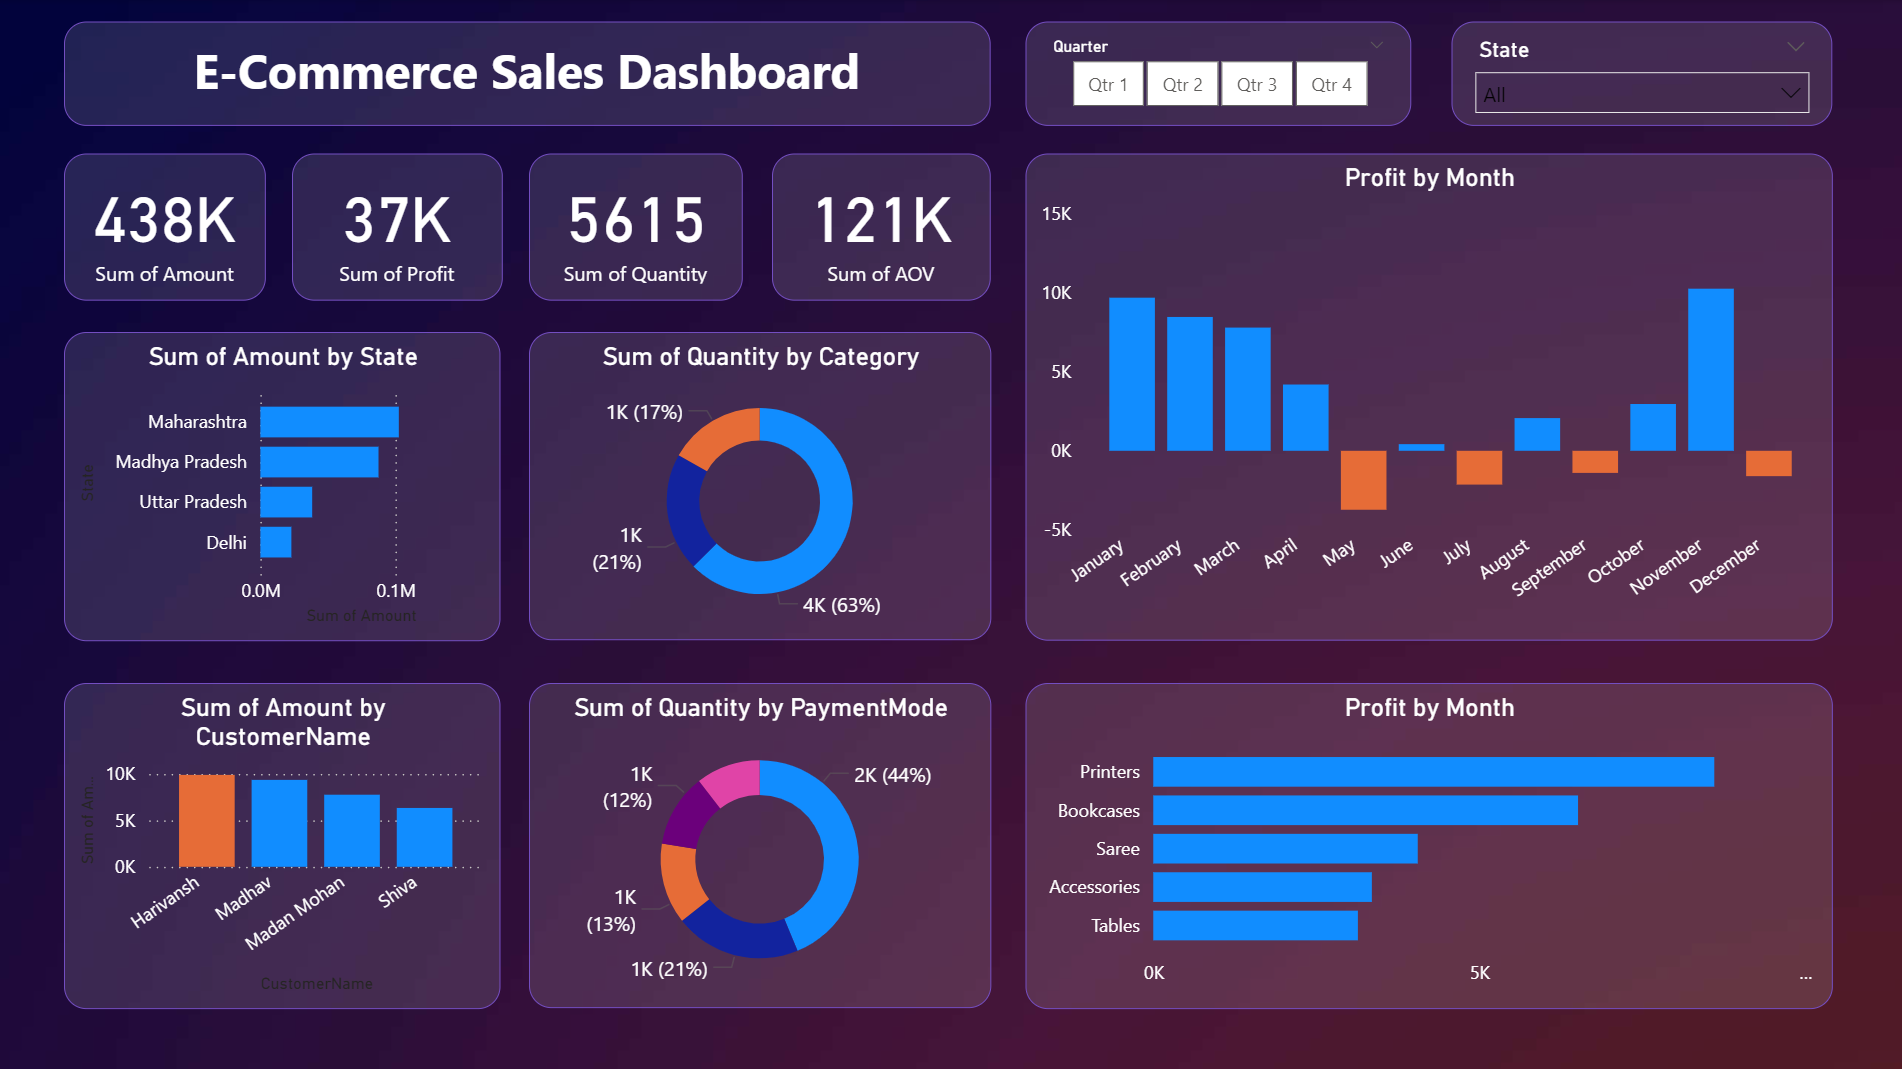 E-Commerce Sales Dashboard
Quarter
Qtr 1
Qtr 2
Qtr 3
Qtr 4
State
All
438K
Sum of Amount
37K
Sum of Profit
5615
Sum of Quantity
121K
Sum of AOV
Sum of Amount by State
State
Maharashtra
Madhya Pradesh
Uttar Pradesh
Delhi
0.0M
0.1M
Sum of Amount
Sum of Quantity by Category
1K (17%)
1K
(21%)
4K (63%)
Profit by Month
15K
10K
5K
0K
-5K
January
February
March
April
May
June
July
August
September
October
November
December
Sum of Amount by
CustomerName
Sum of Am...
10K
5K
0K
Harivansh
Madhav
Madan Mohan
Shiva
CustomerName
Sum of Quantity by PaymentMode
1K
(12%)
2K (44%)
1K
(13%)
1K (21%)
Profit by Month
Printers
Bookcases
Saree
Accessories
Tables
0K
5K
...